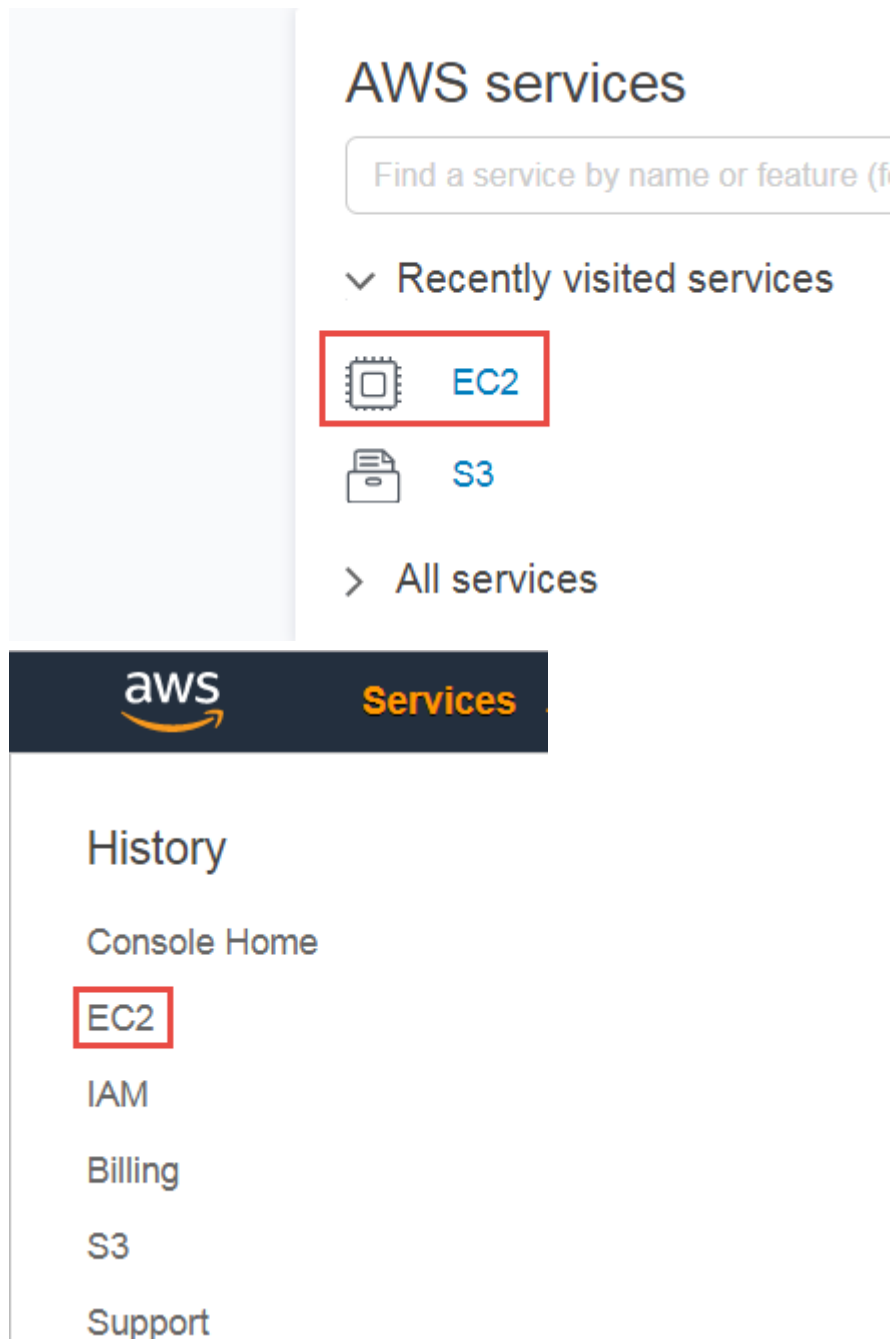 AWS services
Find a service by name or feature (f
Recently visited services
EC2
S3
All services
aws
Services
History
Console Home
EC2
IAM
Billing
S3
Support